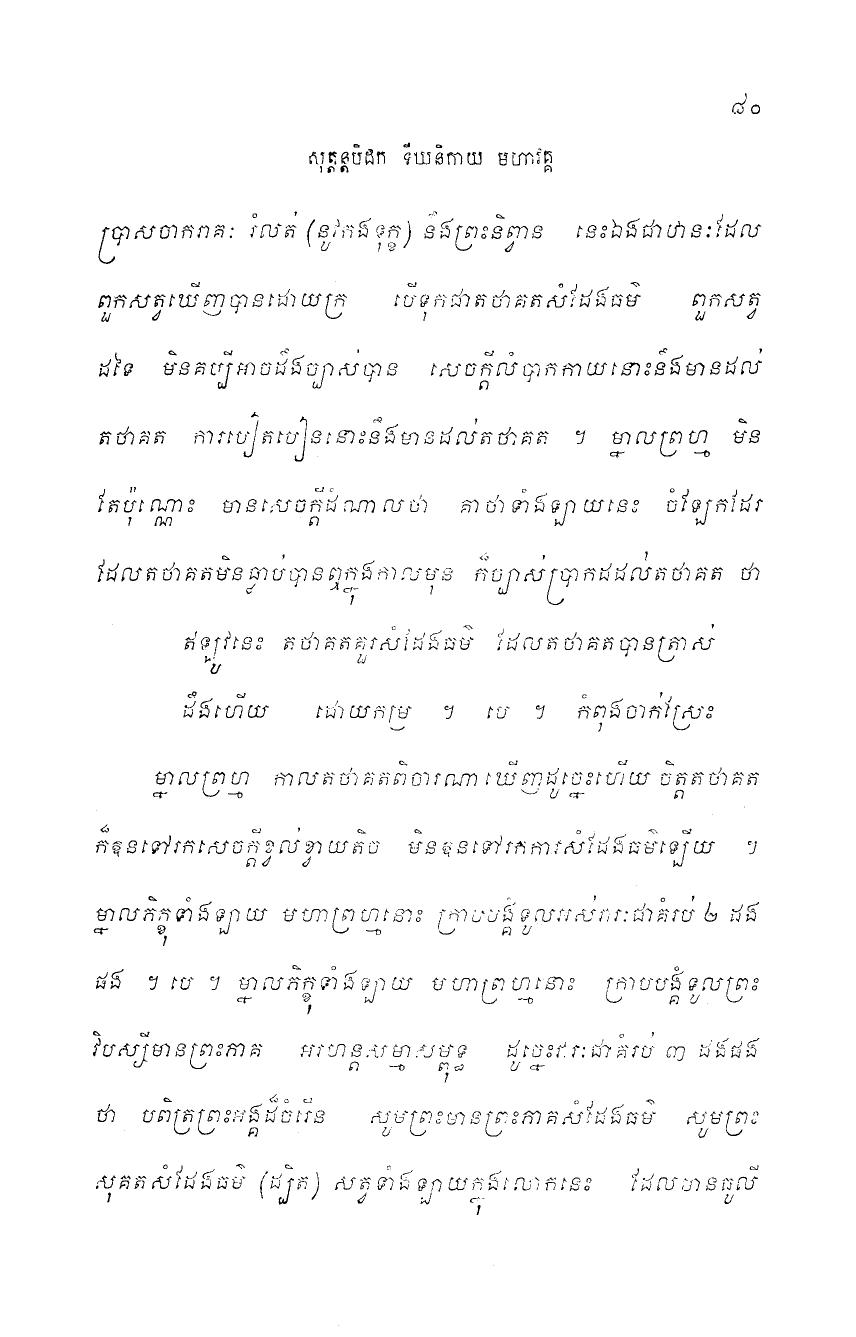 ៨០
សុត្តន្តបិដក ទីឃនិកាយ មហាវគ្គ
ប្រាសចាករាគៈ រំលត់ (នូវកងទុក្ខ) នឹងព្រះនិព្វាន នេះឯងជាឋានៈដែល
ពួកសត្វឃើញបានដោយក្រ បើទុកជាតថាគតសំដែងធម៌ ពួកសត្វ
ដទៃ មិនគប្បីអាចដឹងច្បាស់បាន សេចក្តីលំបាកកាយនោះនឹងមានដល់
តថាគត ការបៀតបៀននោះនឹងមានដល់តថាគត ។ ម្នាលព្រហ្ម មិន
តែប៉ុណ្ណោះ មានសេចក្តីដំណាលថា គាថាទាំងឡាយនេះ ចំឡែកដែរ
ដែលតថាគតមិនធ្លាប់បានឮក្នុងកាលមុន ក៏ច្បាស់ប្រាកដដល់តថាគត ថា
ឥឡូវនេះ តថាគតគួរសំដែងធម៌ ដែលតថាគតបានត្រាស់
ដឹងហើយ ដោយកម្រ ។ បេ ។ កំពុងចាក់ស្រែះ
ម្នាលព្រហ្ម កាលតថាគតពិចារណាឃើញដូច្នេះហើយ ចិត្តតថាគត
ក៏ឱនទៅរកសេចក្តីខ្វល់ខ្វាយតិច មិនឱនទៅរកការសំដែងធម៌ឡើយ ។
ម្នាលភិក្ខុទាំងឡាយ មហាព្រហ្មនោះ ក្រាបបង្គំទូលអស់វារៈជាគំរប់ ២ ដង
ផង ។ បេ ។ ម្នាលភិក្ខុទាំងឡាយ មហាព្រហ្មនោះ ក្រាបបង្គំទូលព្រះ
វិបស្សីមានព្រះភាគ អរហន្តសម្មាសម្ពុទ្ធ ដូច្នេះវារៈជាគំរប់ ៣ ដងផង
ថា បពិត្រព្រះអង្គដ៏ចំរើន សូមព្រះមានព្រះភាគសំដែងធម៌ សូមព្រះ
សុគតសំដែងធម៌ (ដ្បិត) សត្វទាំងឡាយក្នុងលោកនេះ ដែលមានធូលី